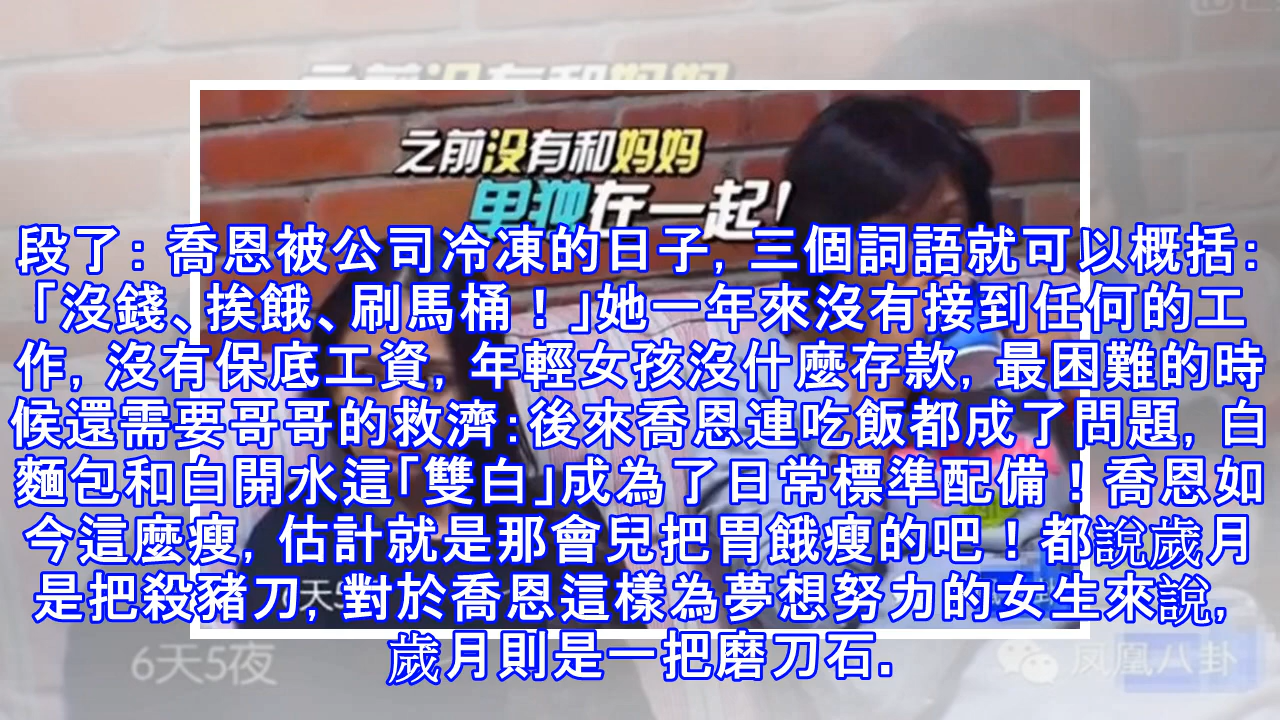 之前没有和妈妈
之前没有和妈妈
单独在一起!
段了: 喬恩被公司冷凍的日子, 三個詞語就可以概括:
「沒錢、挨餓、刷馬桶！」她一年來沒有接到任何的工
作, 沒有保底工資, 年輕女孩沒什麼存款, 最困難的時
候還需要哥哥的救濟:後來喬恩連吃飯都成了問題, 白
麵包和白開水這「雙白」成為了日常標準配備！喬恩如
今這麼瘦, 估計就是那會兒把胃餓瘦的吧！都說歲月
是把殺豬刀, 對於喬恩這樣為夢想努力的女生來說,
歲月則是一把磨刀石.
6天5夜
凤凰八卦